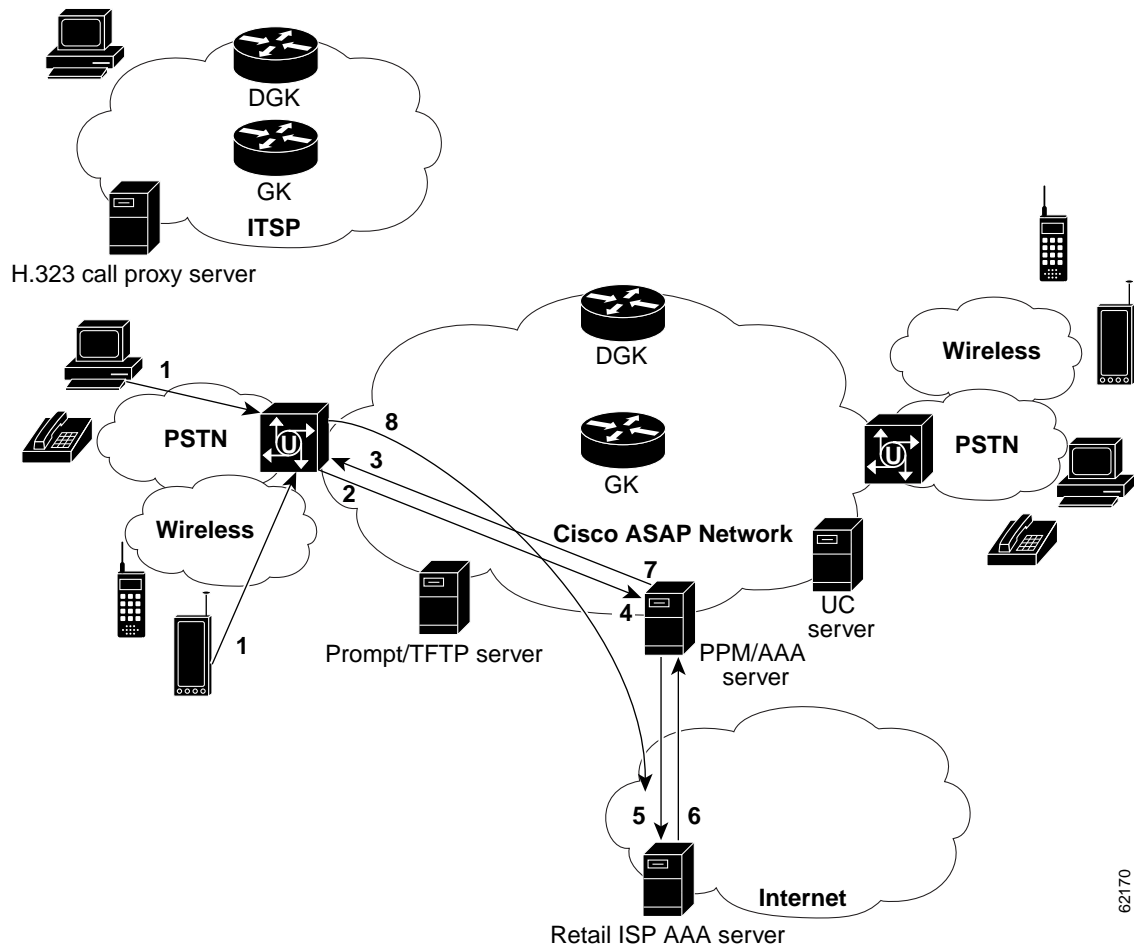 DGK
GK
ITSP
H.323 call proxy server
DGK
Wireless
1
PSTN
U
8
3
2
GK
U
PSTN
Wireless
Cisco ASAP Network
7
4
UC
server
1
Prompt/TFTP server
PPM/AAA
server
5
6
Internet
Retail ISP AAA server
62170